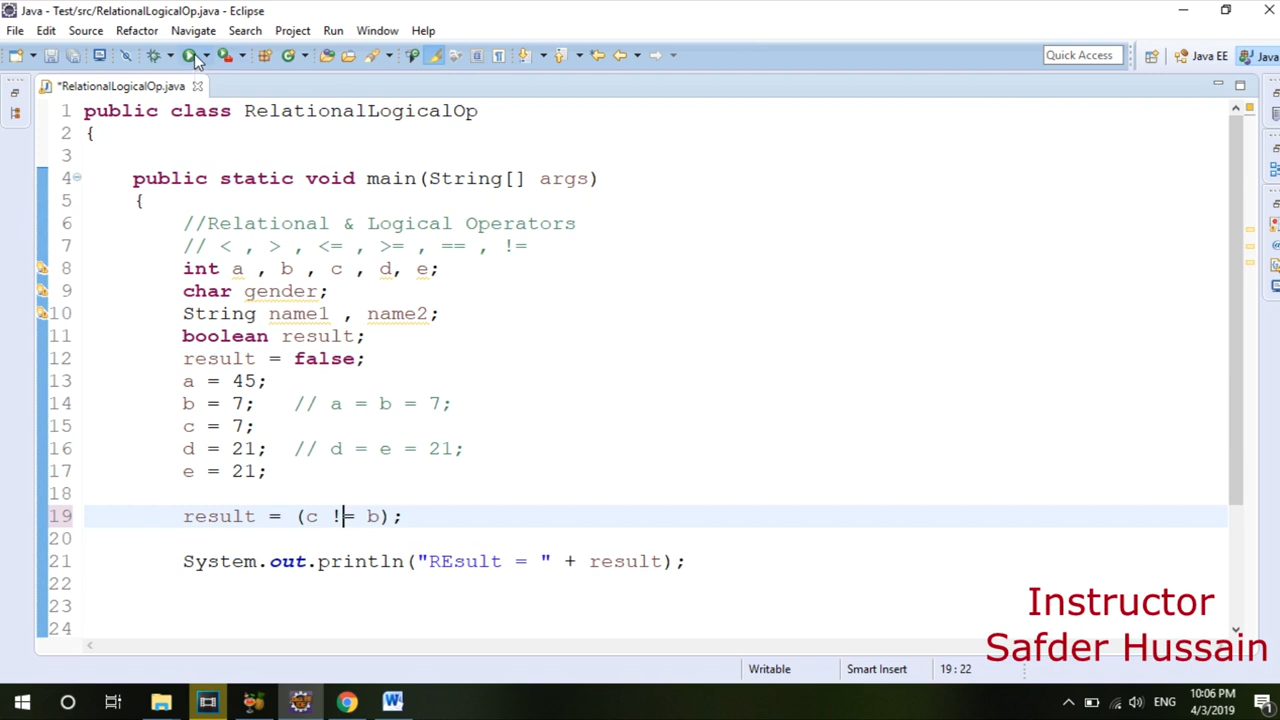 Java - Test/src/RelationalLogicalOp.java - Eclipse
File Edit Source Refactor Navigate Search Project Run Window Help
Quick Access Java EE Java
*RelationalLogicalOp.java
1 public class RelationalLogicalOp
2 {
3
4 public static void main(String[] args)
5 {
6 //Relational & Logical Operators
7 // < , > , <= , >= , == , !=
8 int a , b , c , d, e;
9 char gender;
10 String name1 , name2;
11 boolean result;
12 result = false;
13 a = 45;
14 b = 7; // a = b = 7;
15 c = 7;
16 d = 21; // d = e = 21;
17 e = 21;
18
19 result = (c != b);
20
21 System.out.println("REsult = " + result);
22
23
24
Instructor
Safder Hussain
Writable Smart Insert 19 : 22
ENG 10:06 PM
4/3/2019